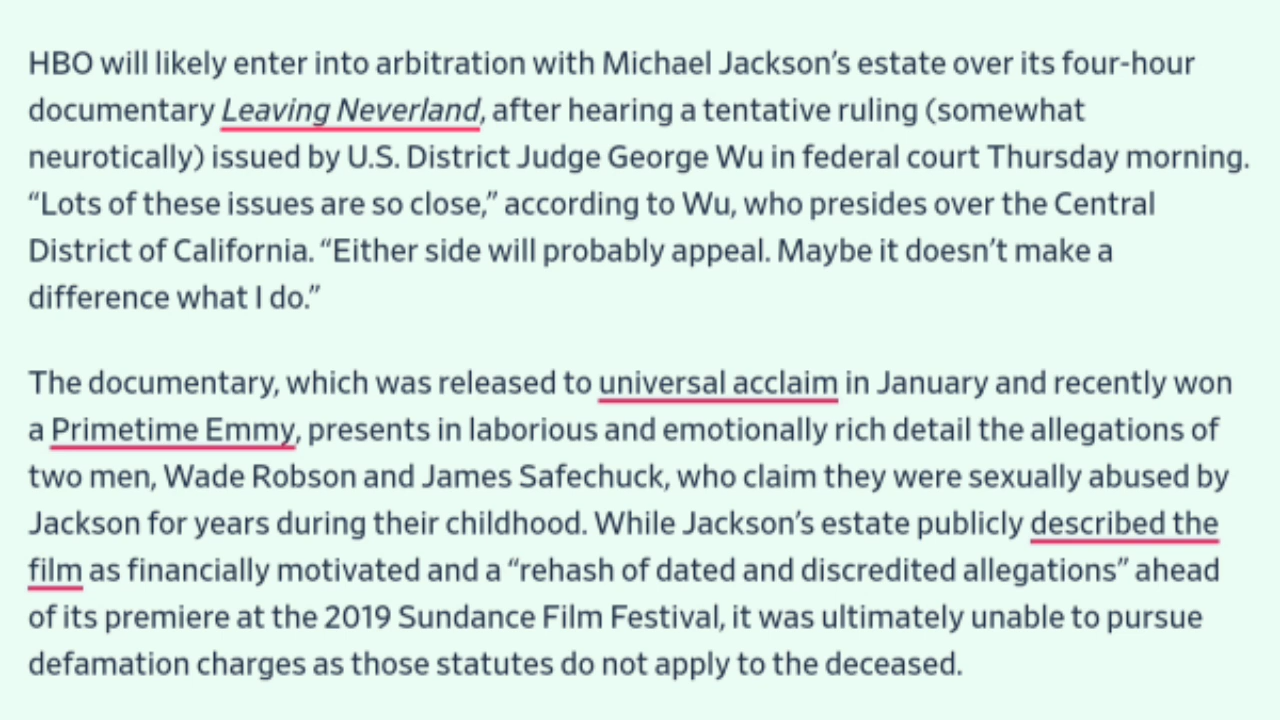 HBO will likely enter into arbitration with Michael Jackson’s estate over its four-hour
documentary Leaving Neverland, after hearing a tentative ruling (somewhat
neurotically) issued by U.S. District Judge George Wu in federal court Thursday morning.
“Lots of these issues are so close,” according to Wu, who presides over the Central
District of California. “Either side will probably appeal. Maybe it doesn’t make a
difference what I do.”
The documentary, which was released to universal acclaim in January and recently won
a Primetime Emmy, presents in laborious and emotionally rich detail the allegations of
two men, Wade Robson and James Safechuck, who claim they were sexually abused by
Jackson for years during their childhood. While Jackson’s estate publicly described the
film as financially motivated and a “rehash of dated and discredited allegations” ahead
of its premiere at the 2019 Sundance Film Festival, it was ultimately unable to pursue
defamation charges as those statutes do not apply to the deceased.